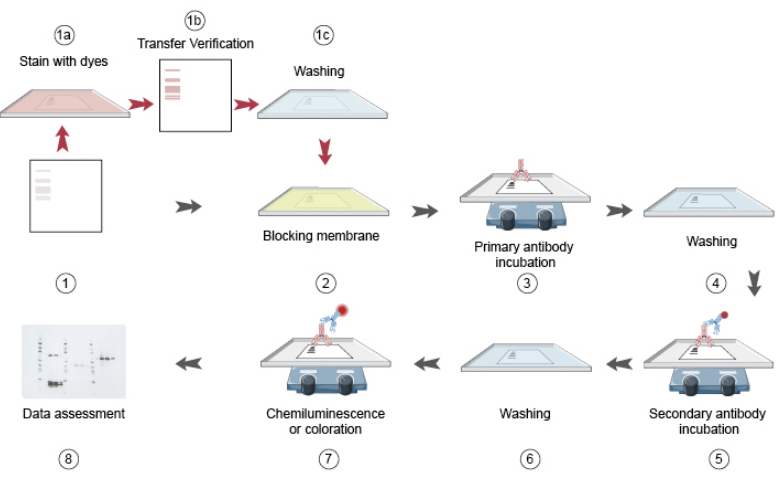 1a
Stain with dyes
1b
Transfer Verification
1c
Washing
1
Blocking membrane
2
Primary antibody
incubation
3
Washing
4
Secondary antibody
incubation
5
Washing
6
Chemiluminescence
or coloration
7
Data assessment
8